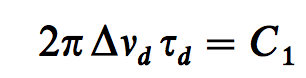 2π Δν_d τ_d = C_1